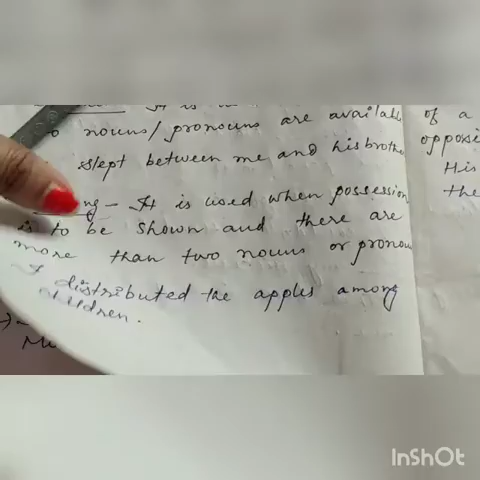 It is
nouns/pronouns are availabl
slept between me and his brothe
ng - It is used when possession
is to be shown and there are
more than two nouns or pronou
I distributed the apples among
children.
of a
opposi
His
the
InShOt